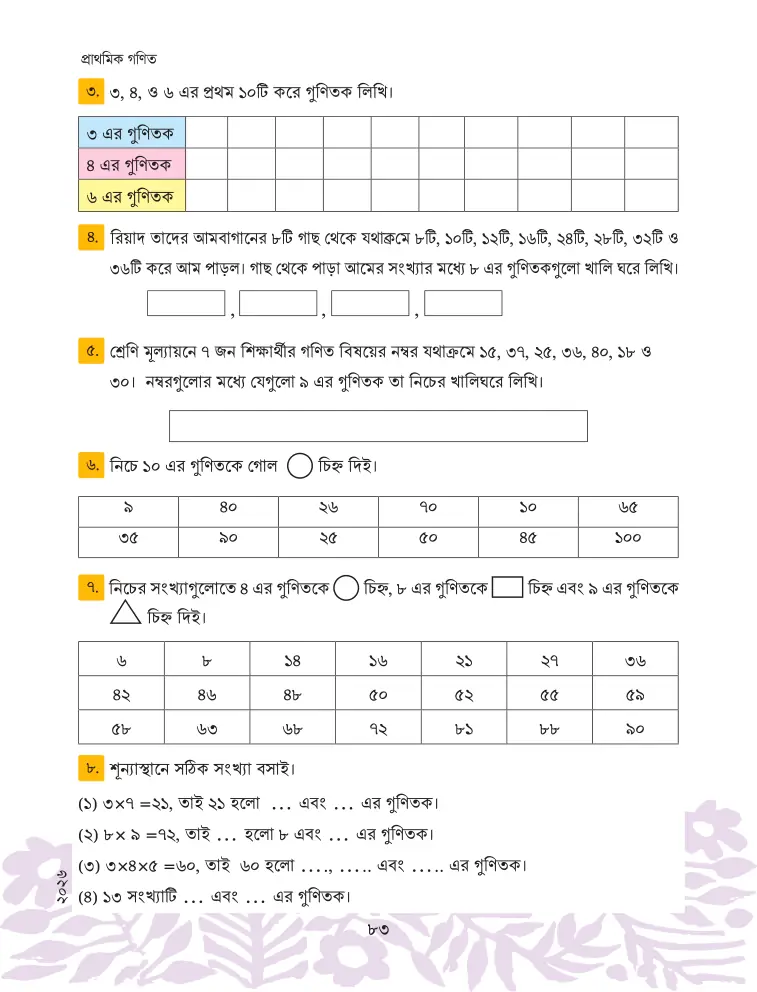 প্রাথমিক গণিত
৩. ৩, ৪, ও ৬ এর প্রথম ১০টি করে গুণিতক লিখি।
৩ এর গুণিতক
৪ এর গুণিতক
৬ এর গুণিতক
৪. রিয়াদ তাদের আমবাগানের ৮টি গাছ থেকে যথাক্রমে ৮টি, ১০টি, ১২টি, ১৬টি, ২৪টি, ২৮টি, ৩২টি ও
৩৬টি করে আম পাড়ল। গাছ থেকে পাড়া আমের সংখ্যার মধ্যে ৮ এর গুণিতকগুলো খালি ঘরে লিখি।
, , ,
৫. শ্রেণি মূল্যায়নে ৭ জন শিক্ষার্থীর গণিত বিষয়ের নম্বর যথাক্রমে ১৫, ৩৭, ২৫, ৩৬, ৪০, ১৮ ও
৩০। নম্বরগুলোর মধ্যে যেগুলো ৯ এর গুণিতক তা নিচের খালিঘরে লিখি।
৬. নিচে ১০ এর গুণিতকে গোল চিহ্ন দিই।
৯ ৪০ ২৬ ৭০ ১০ ৬৫
৩৫ ৯০ ২৫ ৫০ ৪৫ ১০০
৭. নিচের সংখ্যাগুলোতে ৪ এর গুণিতকে চিহ্ন, ৮ এর গুণিতকে চিহ্ন এবং ৯ এর গুণিতকে
চিহ্ন দিই।
৬ ৮ ১৪ ১৬ ২১ ২৭ ৩৬
৪২ ৪৬ ৪৮ ৫০ ৫২ ৫৫ ৫৯
৫৮ ৬৩ ৬৮ ৭২ ৮১ ৮৮ ৯০
৮. শূন্যাস্থানে সঠিক সংখ্যা বসাই।
(১) ৩×৭ =২১, তাই ২১ হলো ... এবং ... এর গুণিতক।
(২) ৮× ৯ =৭২, তাই ... হলো ৮ এবং ... এর গুণিতক।
(৩) ৩×৪×৫ =৬০, তাই ৬০ হলো ...., ..... এবং ..... এর গুণিতক।
(৪) ১৩ সংখ্যাটি ... এবং ... এর গুণিতক।
২০২৬
৮৩